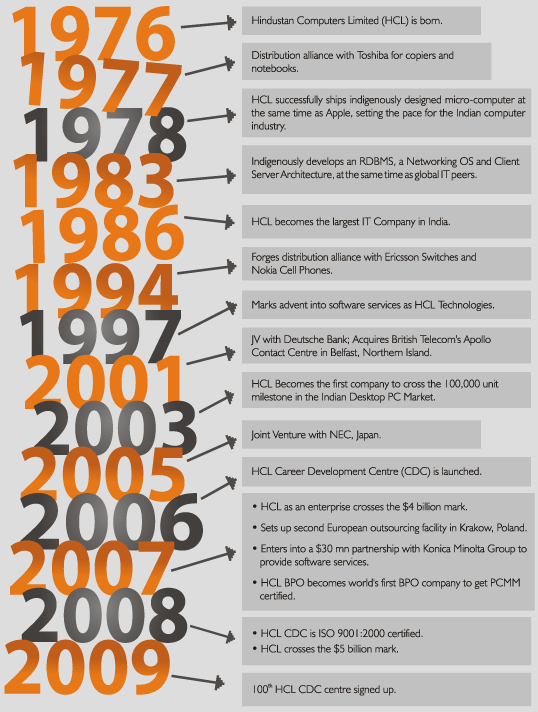 1976
Hindustan Computers Limited (HCL) is born.
1977
Distribution alliance with Toshiba for copiers and
notebooks.
1978
HCL successfully ships indigenously designed micro-computer at
the same time as Apple, setting the pace for the Indian computer
industry.
1983
Indigenously develops an RDBMS, a Networking OS and Client
Server Architecture, at the same time as global IT peers.
1986
HCL becomes the largest IT Company in India.
1994
Forges distribution alliance with Ericsson Switches and
Nokia Cell Phones.
1997
Marks advent into software services as HCL Technologies.
2001
JV with Deutsche Bank; Acquires British Telecom's Apollo
Contact Centre in Belfast, Northern Island.
2003
HCL Becomes the first company to cross the 100,000 unit
milestone in the Indian Desktop PC Market.
2005
Joint Venture with NEC, Japan.
2006
HCL Career Development Centre (CDC) is launched.
2007
• HCL as an enterprise crosses the $4 billion mark.
• Sets up second European outsourcing facility in Krakow, Poland.
• Enters into a $30 mn partnership with Konica Minolta Group to
provide software services.
• HCL BPO becomes world's first BPO company to get PCMM
certified.
2008
• HCL CDC is ISO 9001:2000 certified.
• HCL crosses the $5 billion mark.
2009
100th HCL CDC centre signed up.